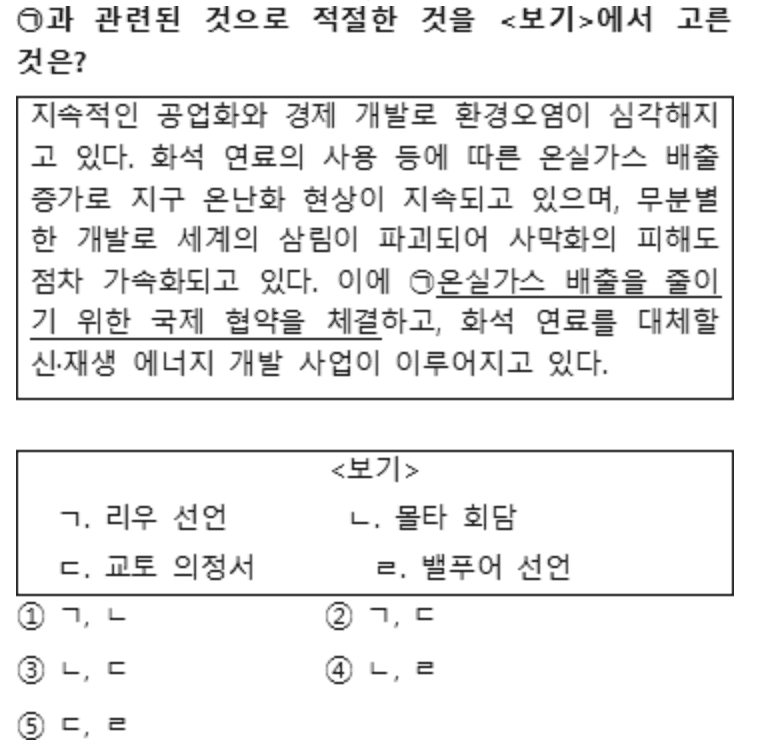 ㉠과 관련된 것으로 적절한 것을 <보기>에서 고른
것은?
지속적인 공업화와 경제 개발로 환경오염이 심각해지
고 있다. 화석 연료의 사용 등에 따른 온실가스 배출
증가로 지구 온난화 현상이 지속되고 있으며, 무분별
한 개발로 세계의 삼림이 파괴되어 사막화의 피해도
점차 가속화되고 있다. 이에 ㉠온실가스 배출을 줄이
기 위한 국제 협약을 체결하고, 화석 연료를 대체할
신·재생 에너지 개발 사업이 이루어지고 있다.
<보기>
ㄱ. 리우 선언 ㄴ. 몰타 회담
ㄷ. 교토 의정서 ㄹ. 밸푸어 선언
① ㄱ, ㄴ ② ㄱ, ㄷ
③ ㄴ, ㄷ ④ ㄴ, ㄹ
⑤ ㄷ, ㄹ